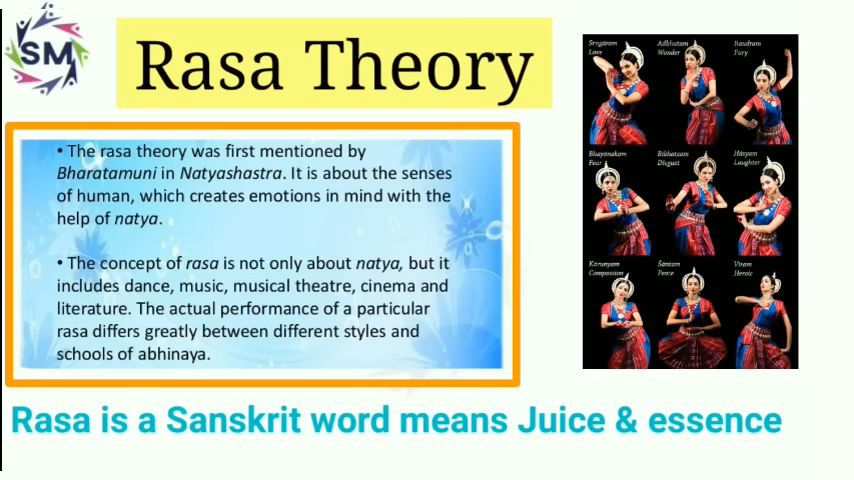 SM
Rasa Theory
• The rasa theory was first mentioned by
Bharatamuni in Natyashastra. It is about the senses
of human, which creates emotions in mind with the
help of natya.
• The concept of rasa is not only about natya, but it
includes dance, music, musical theatre, cinema and
literature. The actual performance of a particular
rasa differs greatly between different styles and
schools of abhinaya.
Srngaram
Love
Adbhutam
Wonder
Raudram
Fury
Bhayanakam
Fear
Bibhatsam
Disgust
Hasyam
Laughter
Karunyam
Compassion
Santam
Peace
Viram
Heroic
Rasa is a Sanskrit word means Juice & essence